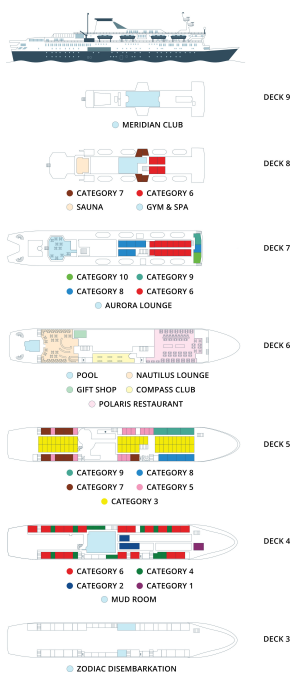 DECK 9
MERIDIAN CLUB
DECK 8
CATEGORY 7 CATEGORY 6
SAUNA GYM & SPA
DECK 7
CATEGORY 10 CATEGORY 9
CATEGORY 8 CATEGORY 6
AURORA LOUNGE
DECK 6
POOL NAUTILUS LOUNGE
GIFT SHOP COMPASS CLUB
POLARIS RESTAURANT
DECK 5
CATEGORY 9 CATEGORY 8
CATEGORY 7 CATEGORY 5
CATEGORY 3
DECK 4
CATEGORY 6 CATEGORY 4
CATEGORY 2 CATEGORY 1
MUD ROOM
DECK 3
ZODIAC DISEMBARKATION